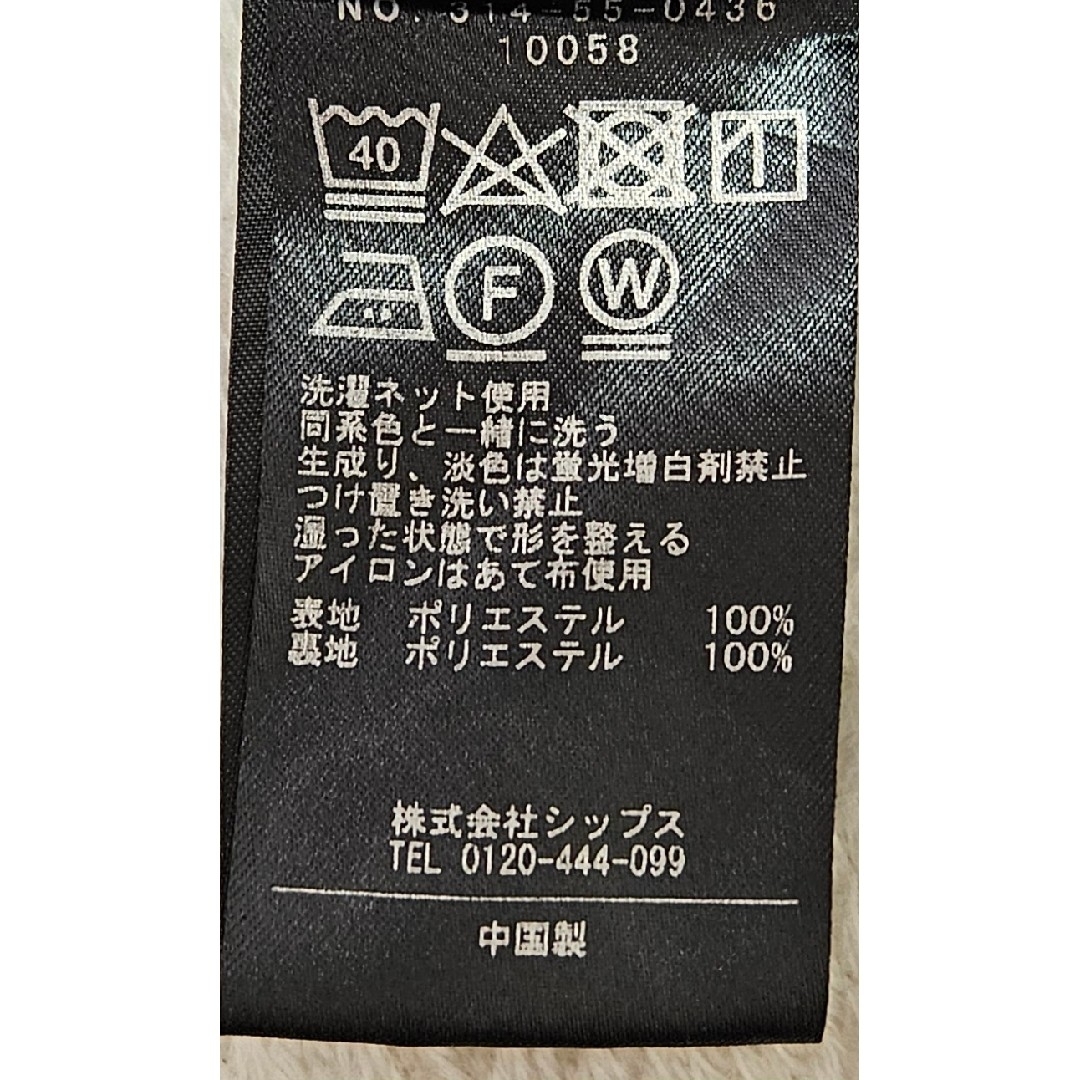 NO. 314-55-0436
10058
40
F
W
洗濯ネット使用
同系色と一緒に洗う
生成り、淡色は蛍光増白剤禁止
つけ置き洗い禁止
湿った状態で形を整える
アイロンはあて布使用
表地 ポリエステル 100%
裏地 ポリエステル 100%
株式会社シップス
TEL 0120-444-099
中国製